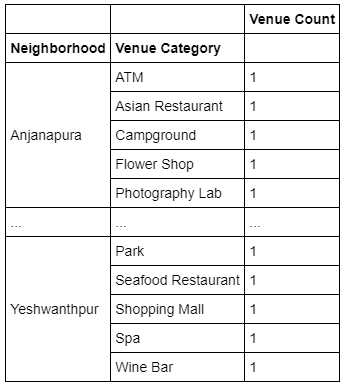 Venue Count
Neighborhood Venue Category
Anjanapura ATM 1
Asian Restaurant 1
Campground 1
Flower Shop 1
Photography Lab 1
... ... ...
Yeshwanthpur Park 1
Seafood Restaurant 1
Shopping Mall 1
Spa 1
Wine Bar 1